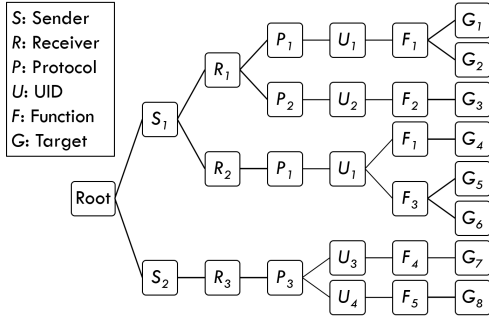 S: Sender
R: Receiver
P: Protocol
U: UID
F: Function
G: Target
Root
S1
S2
R1
R2
R3
P1
P2
P1
P3
U1
U2
U1
U3
U4
F1
F2
F1
F3
F4
F5
G1
G2
G3
G4
G5
G6
G7
G8